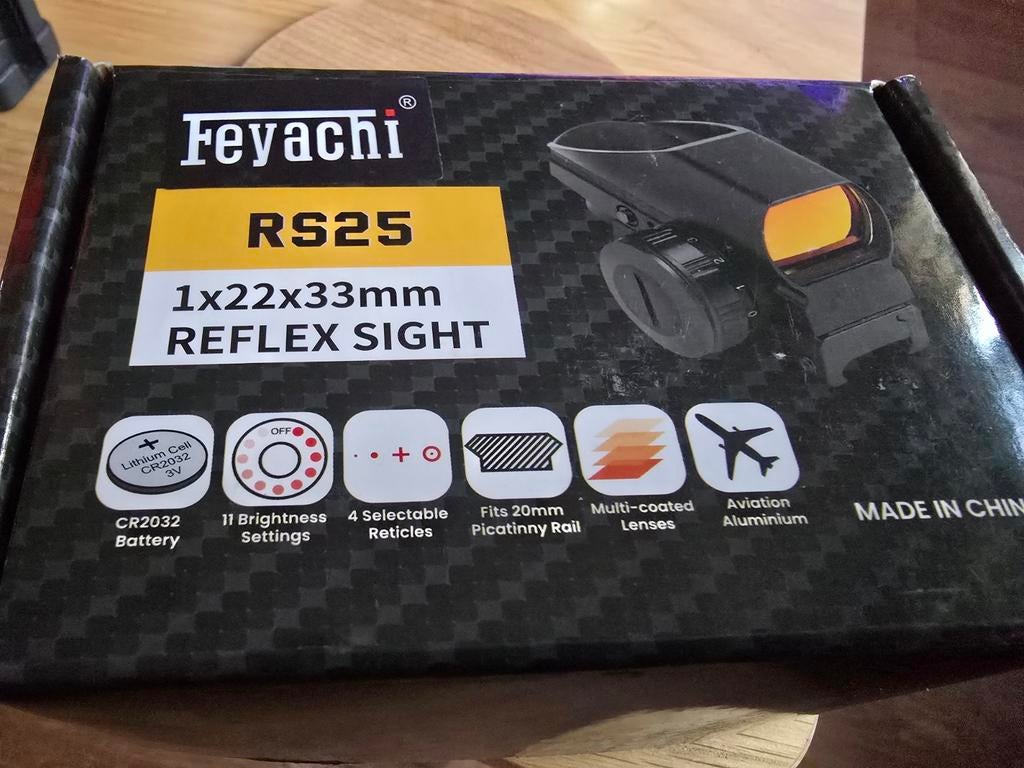 Feyachi®
RS25
1x22x33mm
REFLEX SIGHT
Lithium Cell
CR2032
3V
OFF
CR2032
Battery
11 Brightness
Settings
4 Selectable
Reticles
Fits 20mm
Picatinny Rail
Multi-coated
Lenses
Aviation
Aluminium
MADE IN CHIN